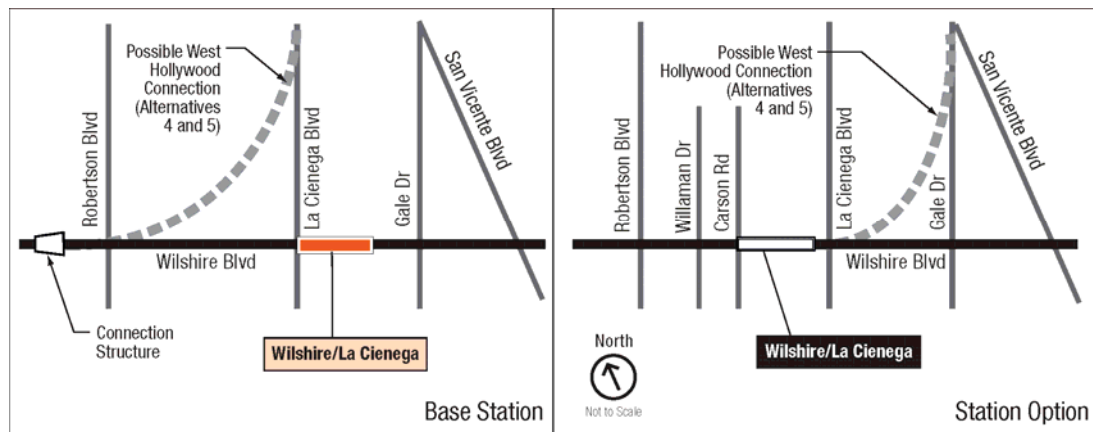 Possible West
Hollywood
Connection
(Alternatives
4 and 5)
Robertson Blvd
La Cienega Blvd
Gale Dr
San Vicente Blvd
Wilshire Blvd
Connection
Structure
Wilshire/La Cienega
Base Station
Possible West
Hollywood Connection
(Alternatives
4 and 5)
Robertson Blvd
Willaman Dr
Carson Rd
La Cienega Blvd
Gale Dr
San Vicente Blvd
Wilshire Blvd
North
Not to Scale
Wilshire/La Cienega
Station Option